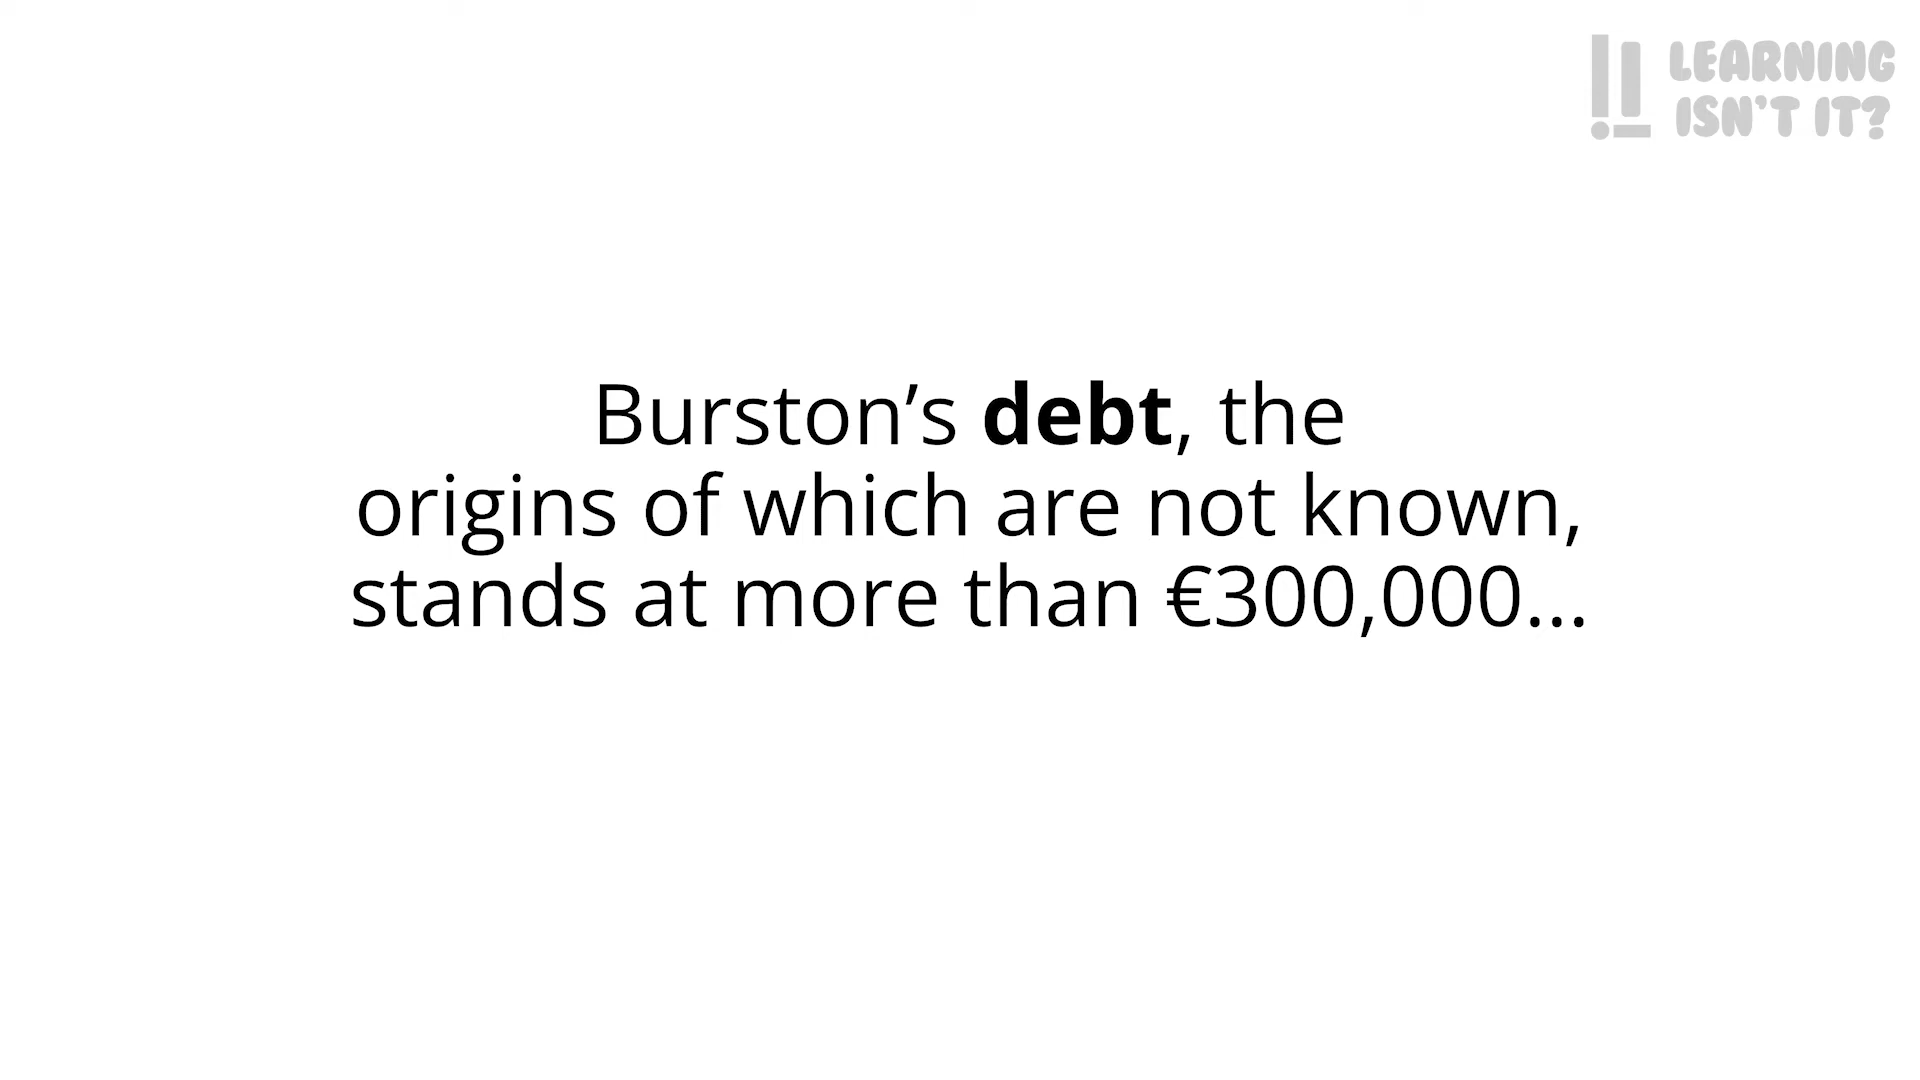 LEARNING
ISN'T IT?
Burston’s debt, the
origins of which are not known,
stands at more than €300,000...